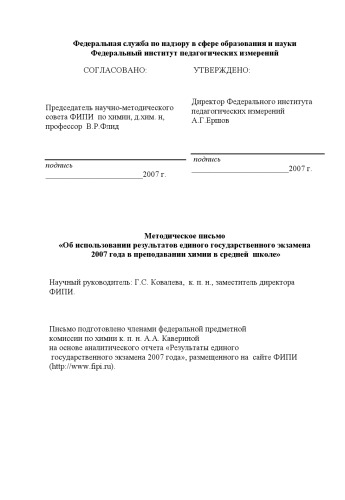 Федеральная служба по надзору в сфере образования и науки
Федеральный институт педагогических измерений
СОГЛАСОВАНО:
Председатель научно-методического
совета ФИПИ по химии, д.хим. н,
профессор В.Р.Флид
подпись
_________________________2007 г.
УТВЕРЖДЕНО:
Директор Федерального института
педагогических измерений
А.Г.Ершов
подпись
_________________________2007 г.
Методическое письмо
«Об использовании результатов единого государственного экзамена
2007 года в преподавании химии в средней школе»
Научный руководитель: Г.С. Ковалева, к. п. н., заместитель директора
ФИПИ.
Письмо подготовлено членами федеральной предметной
комиссии по химии к. п. н. А.А. Кавериной
на основе аналитического отчета «Результаты единого
государственного экзамена 2007 года», размещенного на сайте ФИПИ
(http://www.fipi.ru).